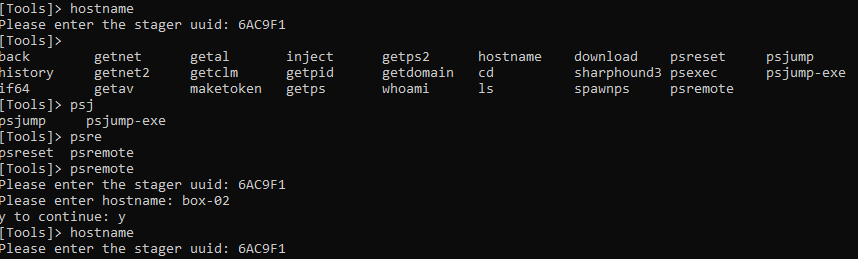 [Tools]> hostname
Please enter the stager uuid: 6AC9F1
[Tools]>
back getnet getal inject getps2 hostname download psreset psjump
history getnet2 getclm getpid getdomain cd sharphound3 psexec psjump-exe
if64 getav maketoken getps whoami ls spawnps psremote
[Tools]> psj
psjump psjump-exe
[Tools]> psre
psreset psremote
[Tools]> psremote
Please enter the stager uuid: 6AC9F1
Please enter hostname: box-02
y to continue: y
[Tools]> hostname
Please enter the stager uuid: 6AC9F1